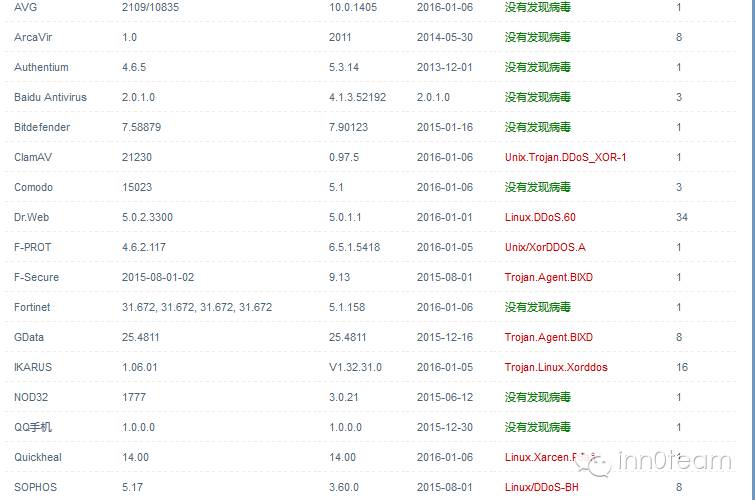 AVG 2109/10835 10.0.1405 2016-01-06 没有发现病毒 1
ArcaVir 1.0 2011 2014-05-30 没有发现病毒 8
Authentium 4.6.5 5.3.14 2013-12-01 没有发现病毒 1
Baidu Antivirus 2.0.1.0 4.1.3.52192 2.0.1.0 没有发现病毒 3
Bitdefender 7.58879 7.90123 2015-01-16 没有发现病毒 1
ClamAV 21230 0.97.5 2016-01-06 Unix.Trojan.DDoS_XOR-1 1
Comodo 15023 5.1 2016-01-06 没有发现病毒 3
Dr.Web 5.0.2.3300 5.0.1.1 2016-01-01 Linux.DDoS.60 34
F-PROT 4.6.2.117 6.5.1.5418 2016-01-05 Unix/XorDDOS.A 1
F-Secure 2015-08-01-02 9.13 2015-08-01 Trojan.Agent.BIXD 1
Fortinet 31.672, 31.672, 31.672, 31.672 5.1.158 2016-01-06 没有发现病毒 1
GData 25.4811 25.4811 2015-12-16 Trojan.Agent.BIXD 8
IKARUS 1.06.01 V1.32.31.0 2016-01-05 Trojan.Linux.Xorddos 16
NOD32 1777 3.0.21 2015-06-12 没有发现病毒 1
QQ手机 1.0.0.0 1.0.0.0 2015-12-30 没有发现病毒 1
Quickheal 14.00 14.00 2016-01-06 1
inn0team
SOPHOS 5.17 3.60.0 2015-08-01 Linux/DDoS-BH 8